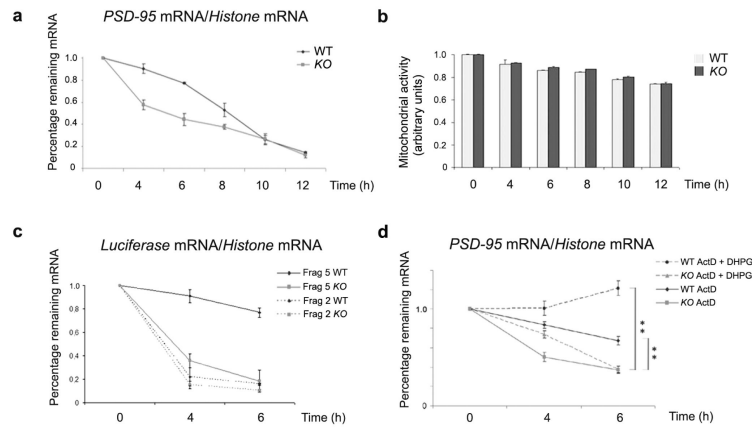 a
PSD-95 mRNA/Histone mRNA
Percentage remaining mRNA
WT
KO
1.0
0.8
0.6
0.4
0.2
0
0 4 6 8 10 12 Time (h)
b
Mitochondrial activity
(arbitrary units)
WT
KO
1.0
0.8
0.6
0.4
0.2
0
0 4 6 8 10 12 Time (h)
c
Luciferase mRNA/Histone mRNA
Percentage remaining mRNA
Frag 5 WT
Frag 5 KO
Frag 2 WT
Frag 2 KO
1.0
0.8
0.6
0.4
0.2
0
0 4 6 Time (h)
d
PSD-95 mRNA/Histone mRNA
Percentage remaining mRNA
WT ActD + DHPG
KO ActD + DHPG
WT ActD
KO ActD
1.0
0
**
**
0 4 6 Time (h)